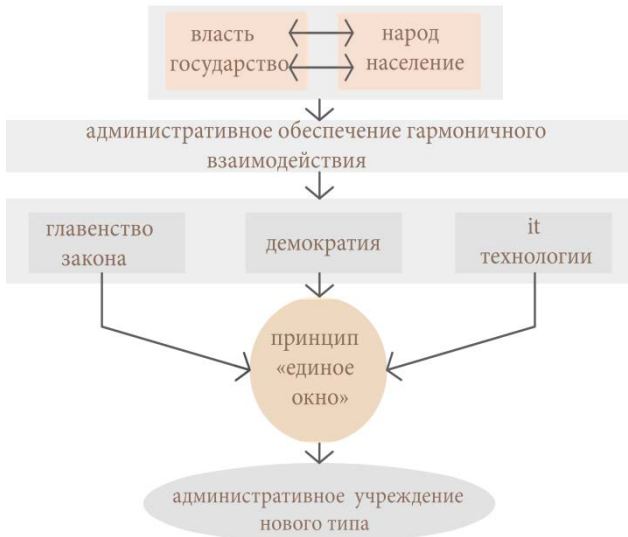 власть
государство
народ
население
административное обеспечение гармоничного
взаимодействия
главенство
закона
демократия
it
технологии
принцип
«единое
окно»
административное учреждение
нового типа